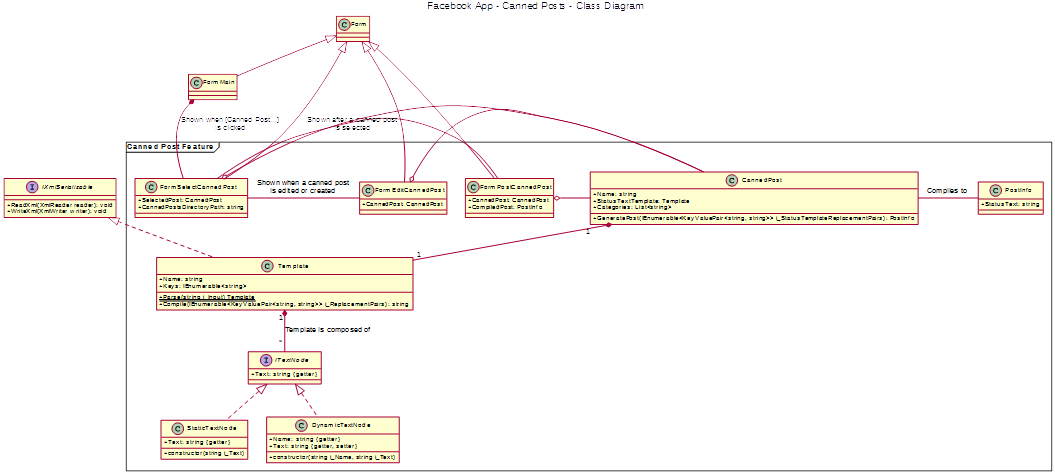 Facebook App - Canned Posts - Class Diagram
C Form
C FormMain
Shown when [Canned Post...]
is clicked
Shown after a canned post
is selected
Canned Post Feature
I IXmlSerializable
+ReadXml(XmlReader reader): void
+WriteXml(XmlWriter writer): void
C FormSelectCannedPost
+SelectedPost: CannedPost
+CannedPostsDirectoryPath: string
Shown when a canned post
is edited or created
C FormEditCannedPost
+CannedPost: CannedPost
C FormPostCannedPost
+CannedPost: CannedPost
+CompiledPost: PostInfo
C CannedPost
+Name: string
+StatusTextTemplate: Template
+Categories: List<string>
+GeneratePost(IEnumerable<KeyValuePair<string, string>> i_StatusTemplateReplacementPairs): PostInfo
Compiles to
C PostInfo
+StatusText: string
1
1
C Template
+Name: string
+Keys: IEnumerable<string>
+Parse(string i_Input):Template
+Compile(IEnumerable<KeyValuePair<string, string>> i_ReplacementPairs): string
1
Template is composed of
*
I ITextNode
+Text: string {getter}
C StaticTextNode
+Text: string {getter}
+constructor(string i_Text)
C DynamicTextNode
+Name: string {getter}
+Text: string {getter, setter}
+constructor(string i_Name, string i_Text)